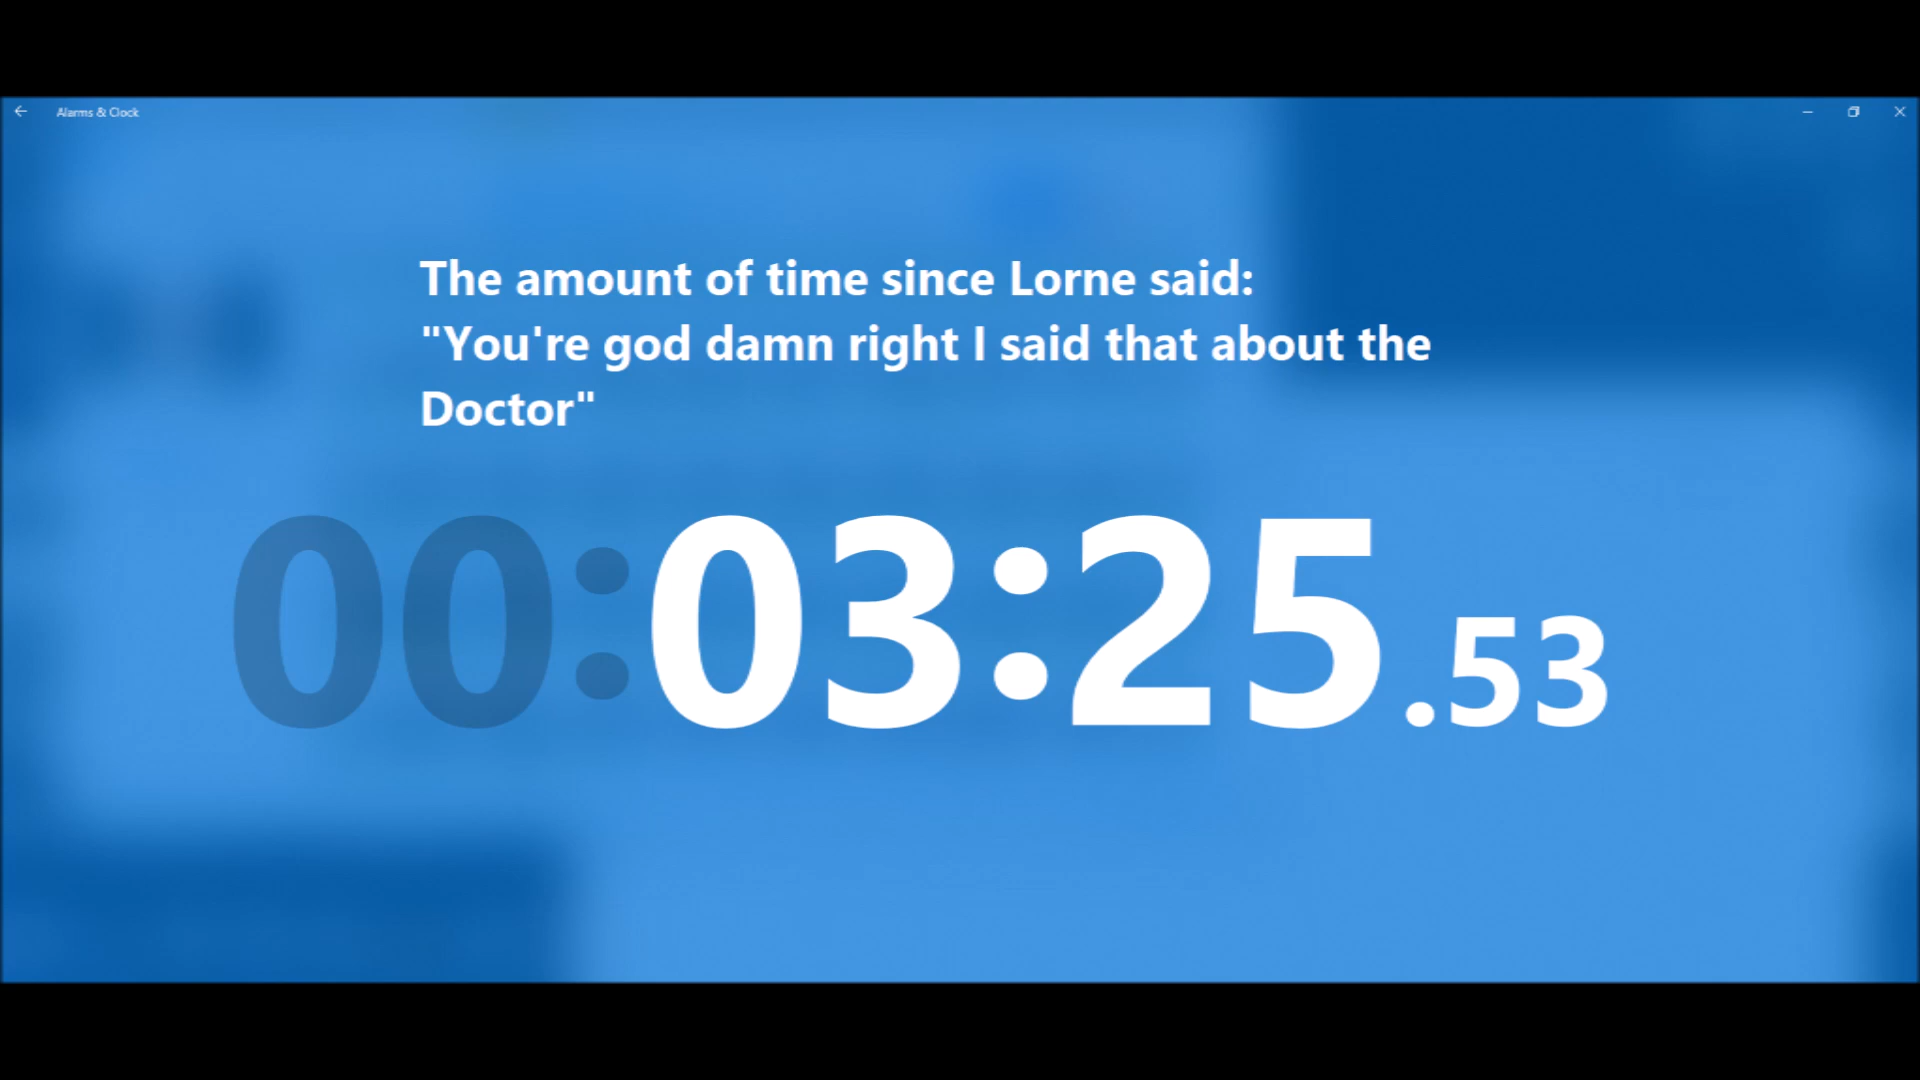 Alarms & Clock
The amount of time since Lorne said:
"You're god damn right I said that about the
Doctor"
00:03:25.53